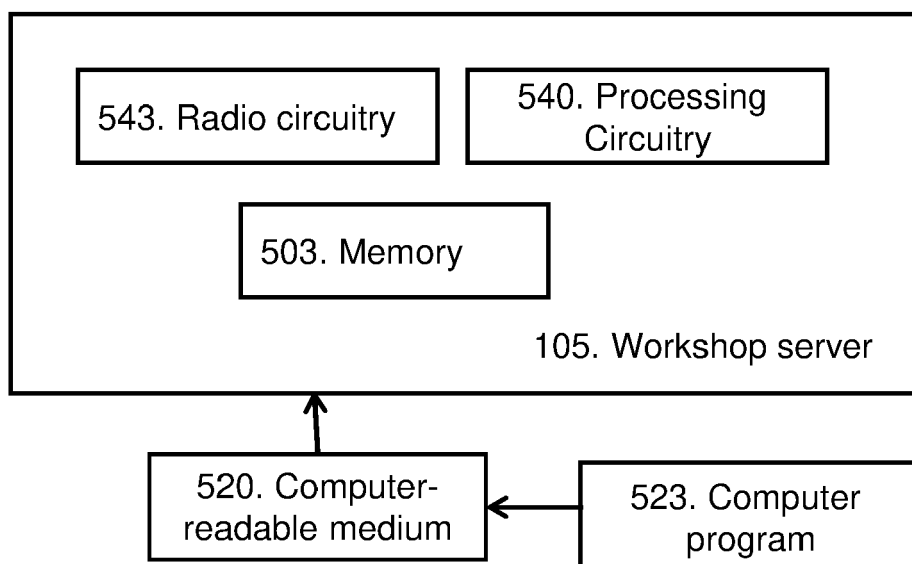 543. Radio circuitry
540. Processing
Circuitry
503. Memory
105. Workshop server
520. Computer-
readable medium
523. Computer
program